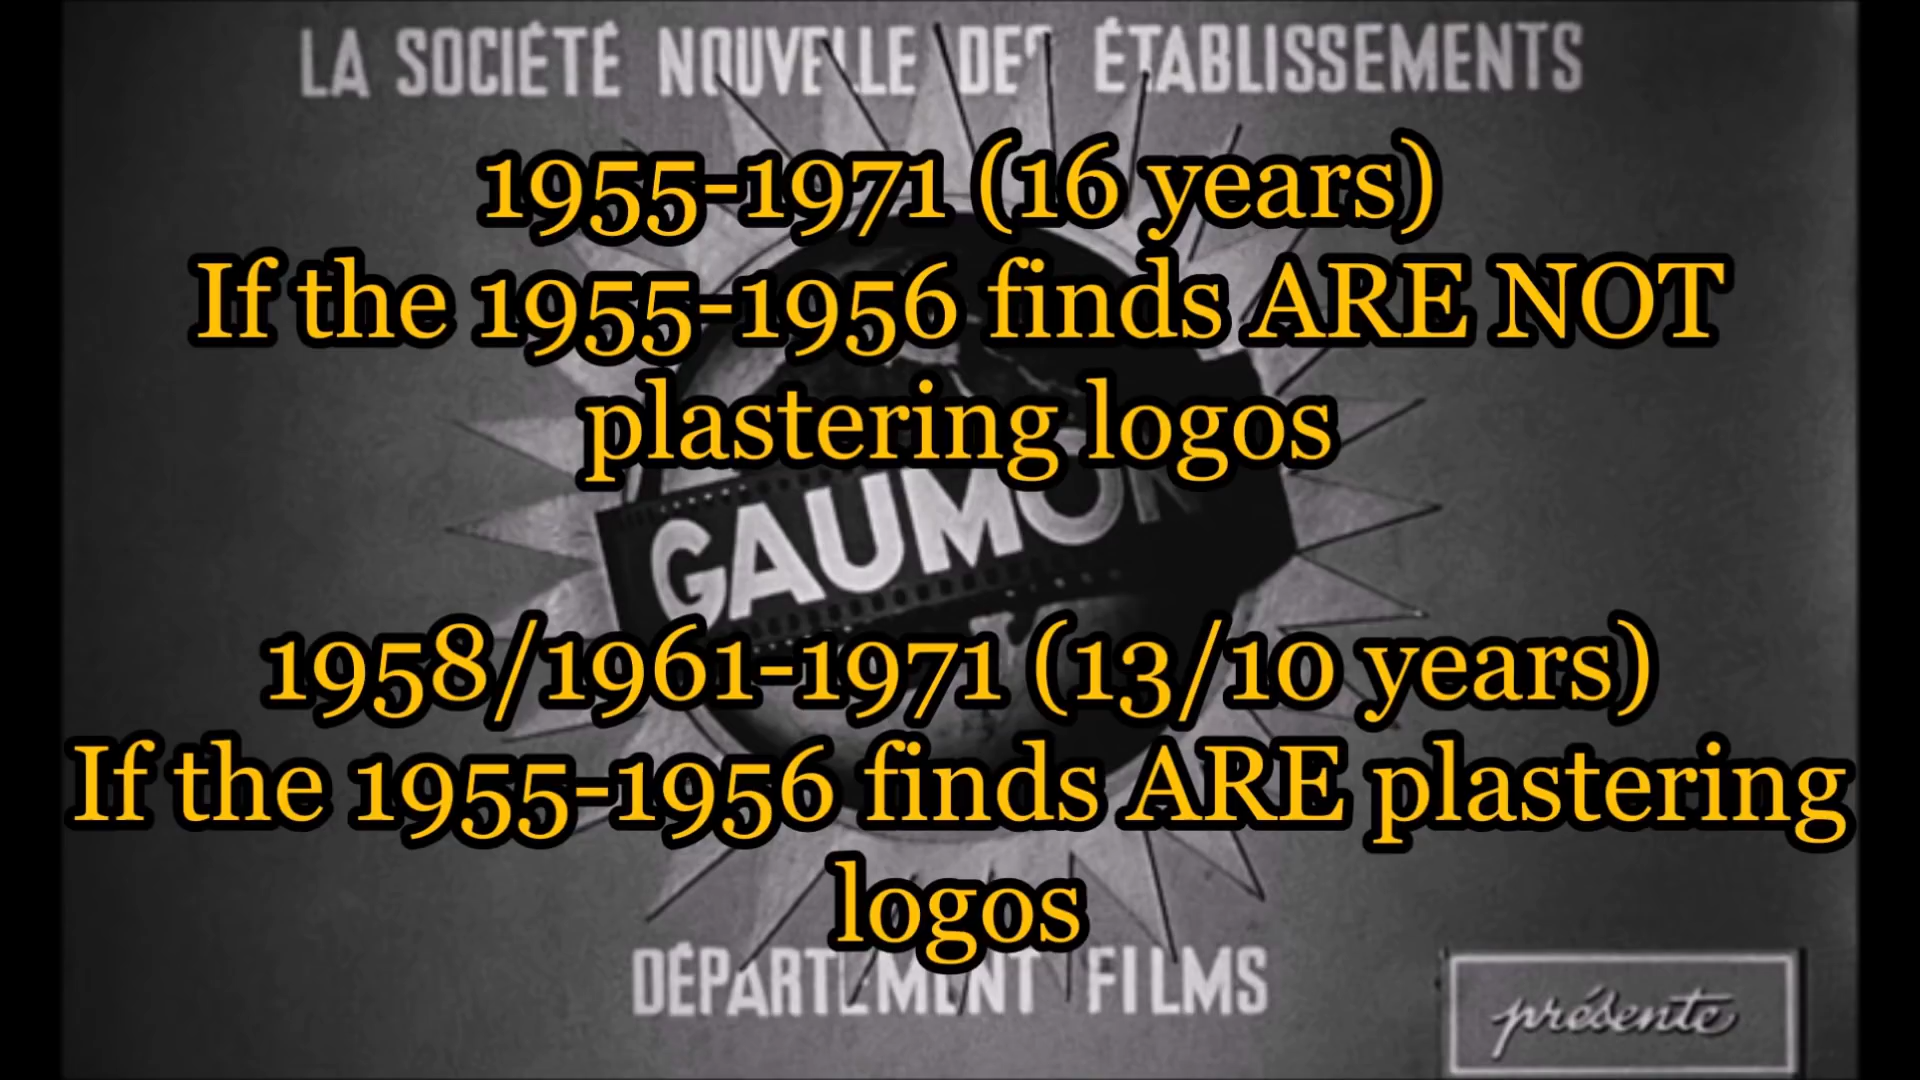 LA SOCIÉTÉ NOUVELLE DES ÉTABLISSEMENTS
1955-1971 (16 years)
If the 1955-1956 finds ARE NOT
plastering logos
GAUMON
1958/1961-1971 (13/10 years)
If the 1955-1956 finds ARE plastering
logos
DÉPARTEMENT FILMS
présente